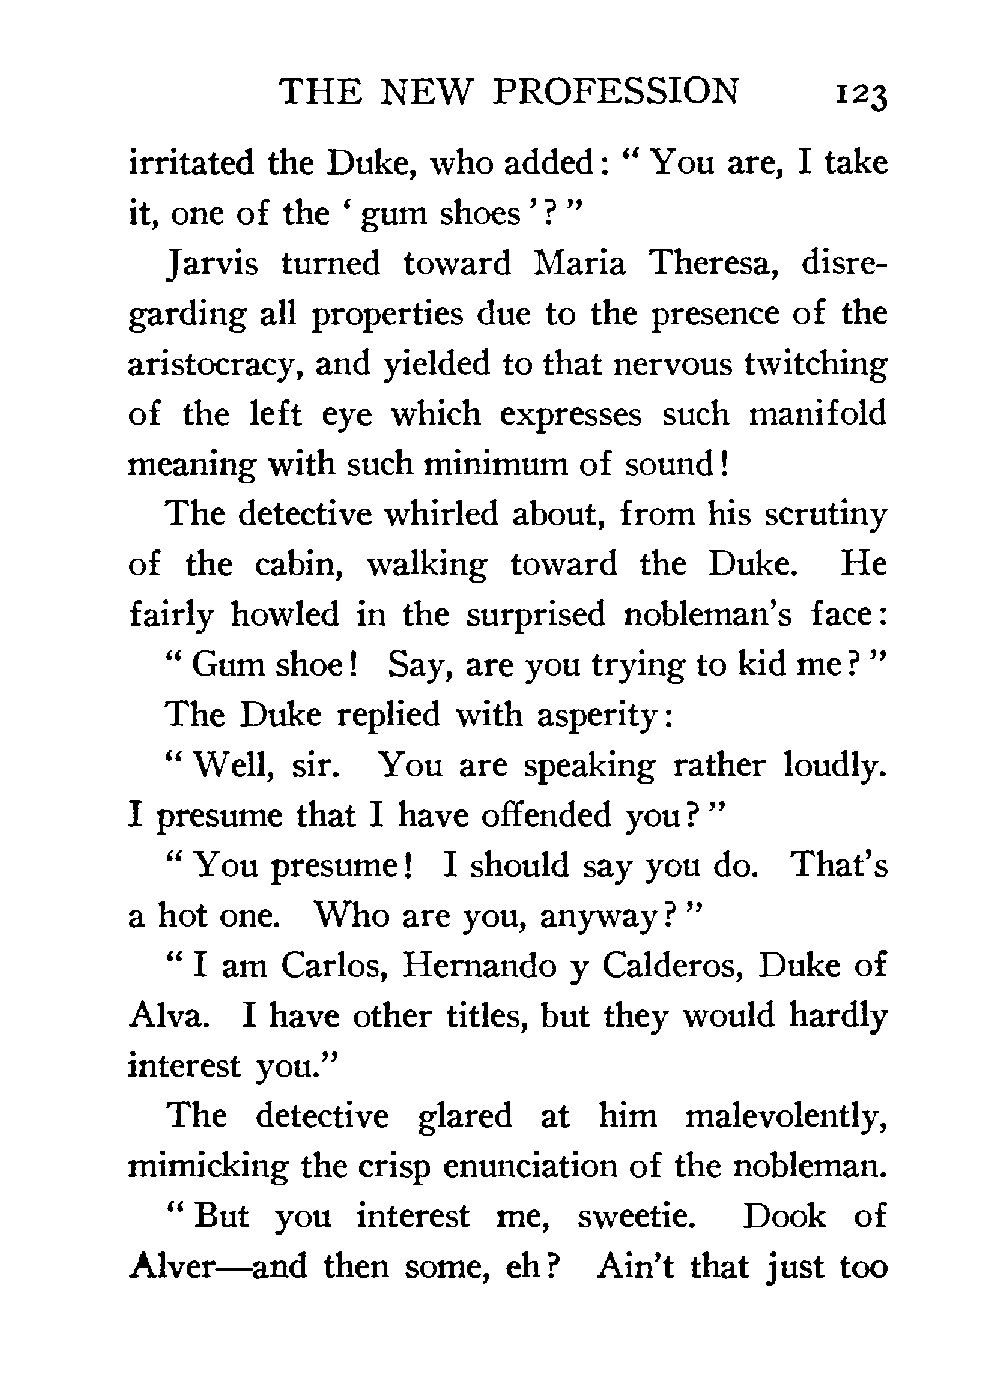 THE NEW PROFESSION 123
irritated the Duke, who added: “ You are, I take
it, one of the ‘ gum shoes ’? ”
Jarvis turned toward Maria Theresa, disre-
garding all properties due to the presence of the
aristocracy, and yielded to that nervous twitching
of the left eye which expresses such manifold
meaning with such minimum of sound!
The detective whirled about, from his scrutiny
of the cabin, walking toward the Duke. He
fairly howled in the surprised nobleman’s face:
“ Gum shoe! Say, are you trying to kid me? ”
The Duke replied with asperity:
“ Well, sir. You are speaking rather loudly.
I presume that I have offended you? ”
“ You presume! I should say you do. That’s
a hot one. Who are you, anyway? ”
“ I am Carlos, Hernando y Calderos, Duke of
Alva. I have other titles, but they would hardly
interest you.”
The detective glared at him malevolently,
mimicking the crisp enunciation of the nobleman.
“ But you interest me, sweetie. Dook of
Alver—and then some, eh? Ain’t that just too